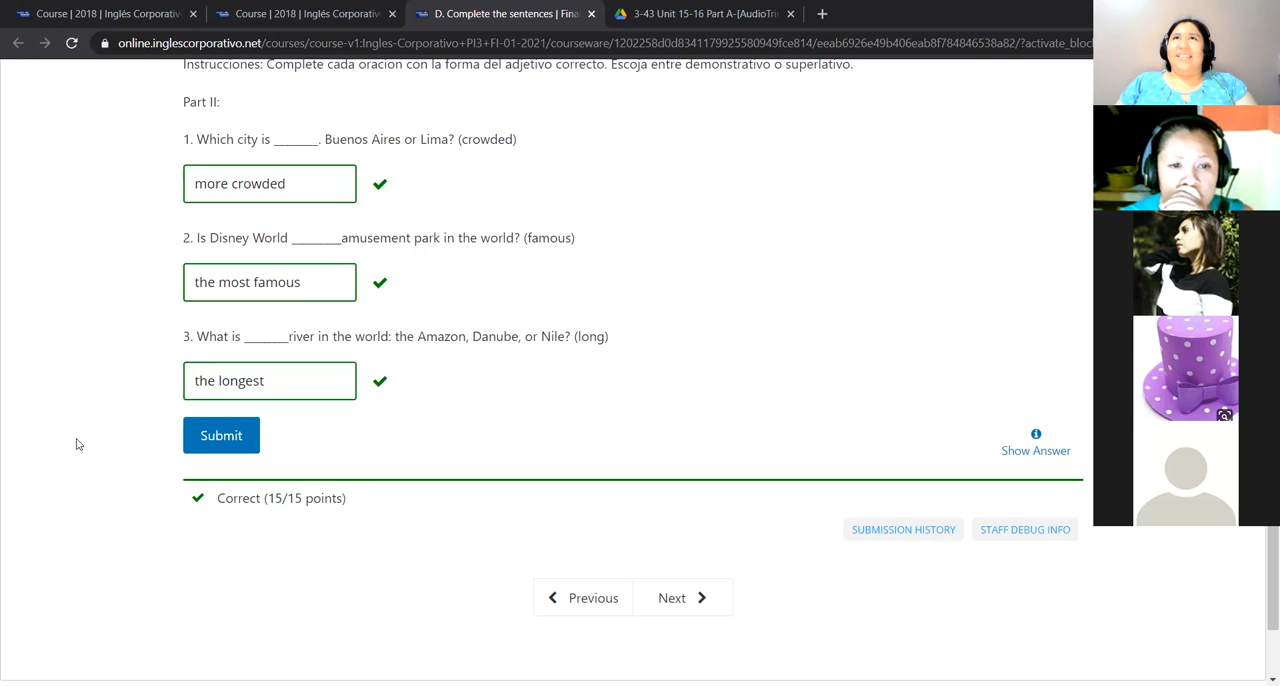 Course | 2018 | Inglés Corporativ
Course | 2018 | Inglés Corporativ
D. Complete the sentences | Fina
3-43 Unit 15-16 Part A-[AudioTri
online.inglescorporativo.net/courses/course-v1:Ingles-Corporativo+PI3+FI-01-2021/courseware/1202258d0d8341179925580949fce814/eeab6926e49b406eab8f784846538a82/?activate_bloc
Instrucciones: Complete cada oracion con la forma del adjetivo correcto. Escoja entre demonstrativo o superlativo.
Part II:
1. Which city is _______. Buenos Aires or Lima? (crowded)
more crowded
2. Is Disney World ________amusement park in the world? (famous)
the most famous
3. What is _______river in the world: the Amazon, Danube, or Nile? (long)
the longest
Submit
Show Answer
Correct (15/15 points)
SUBMISSION HISTORY
STAFF DEBUG INFO
Previous
Next